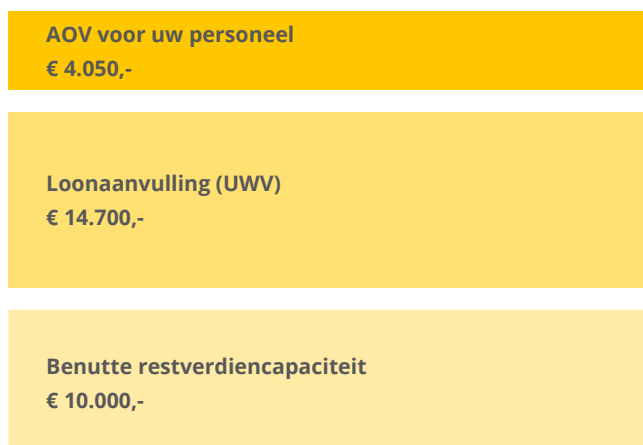 AOV voor uw personeel
€ 4.050,-
Loonaanvulling (UWV)
€ 14.700,-
Benutte restverdiencapaciteit
€ 10.000,-